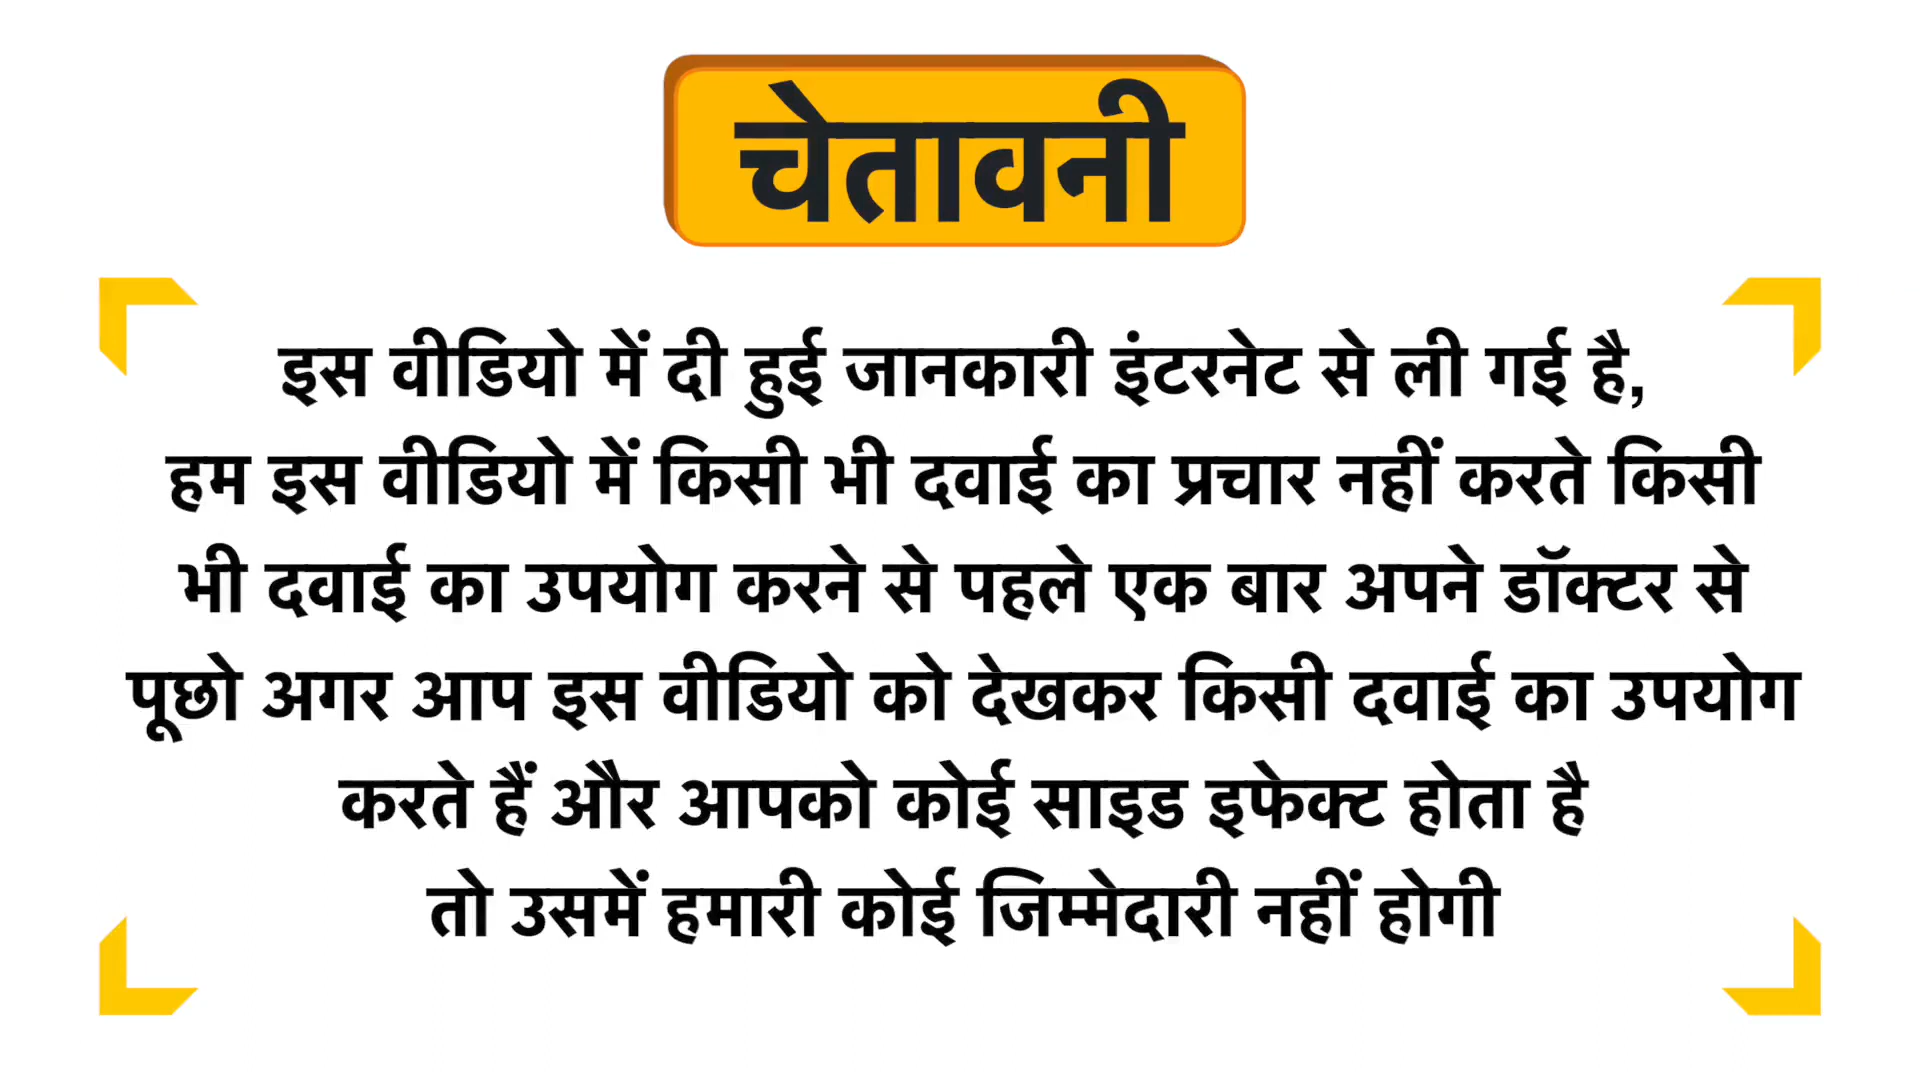 चेतावनी
इस वीडियो में दी हुई जानकारी इंटरनेट से ली गई है,
हम इस वीडियो में किसी भी दवाई का प्रचार नहीं करते किसी
भी दवाई का उपयोग करने से पहले एक बार अपने डॉक्टर से
पूछो अगर आप इस वीडियो को देखकर किसी दवाई का उपयोग
करते हैं और आपको कोई साइड इफेक्ट होता है
तो उसमें हमारी कोई जिम्मेदारी नहीं होगी